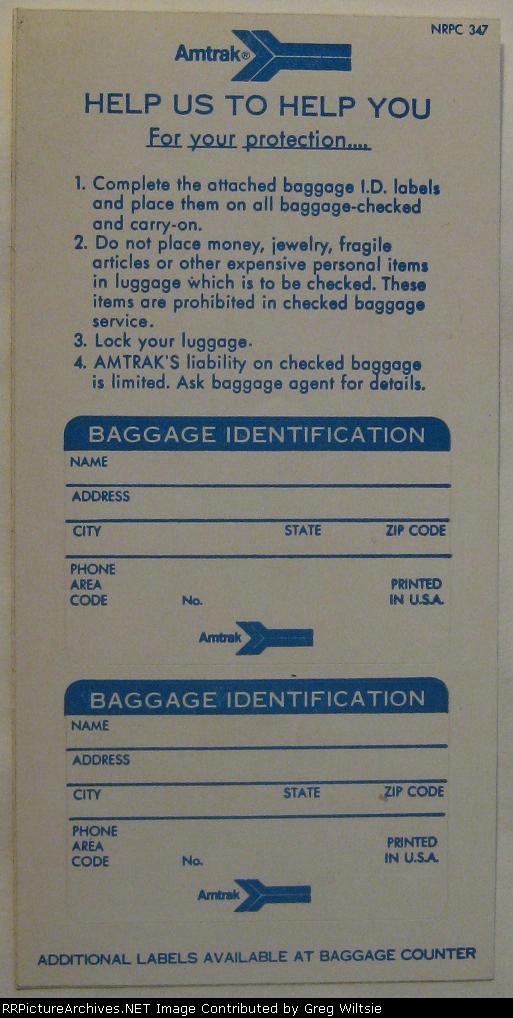 NRPC 347
Amtrak®
HELP US TO HELP YOU
For your protection....
1. Complete the attached baggage I.D. labels
and place them on all baggage-checked
and carry-on.
2. Do not place money, jewelry, fragile
articles or other expensive personal items
in luggage which is to be checked. These
items are prohibited in checked baggage
service.
3. Lock your luggage.
4. AMTRAK'S liability on checked baggage
is limited. Ask baggage agent for details.
BAGGAGE IDENTIFICATION
NAME
ADDRESS
CITY STATE ZIP CODE
PHONE
AREA PRINTED
CODE No. IN U.S.A.
Amtrak
BAGGAGE IDENTIFICATION
NAME
ADDRESS
CITY STATE ZIP CODE
PHONE
AREA PRINTED
CODE No. IN U.S.A.
Amtrak
ADDITIONAL LABELS AVAILABLE AT BAGGAGE COUNTER
RRPictureArchives.NET Image Contributed by Greg Wiltsie